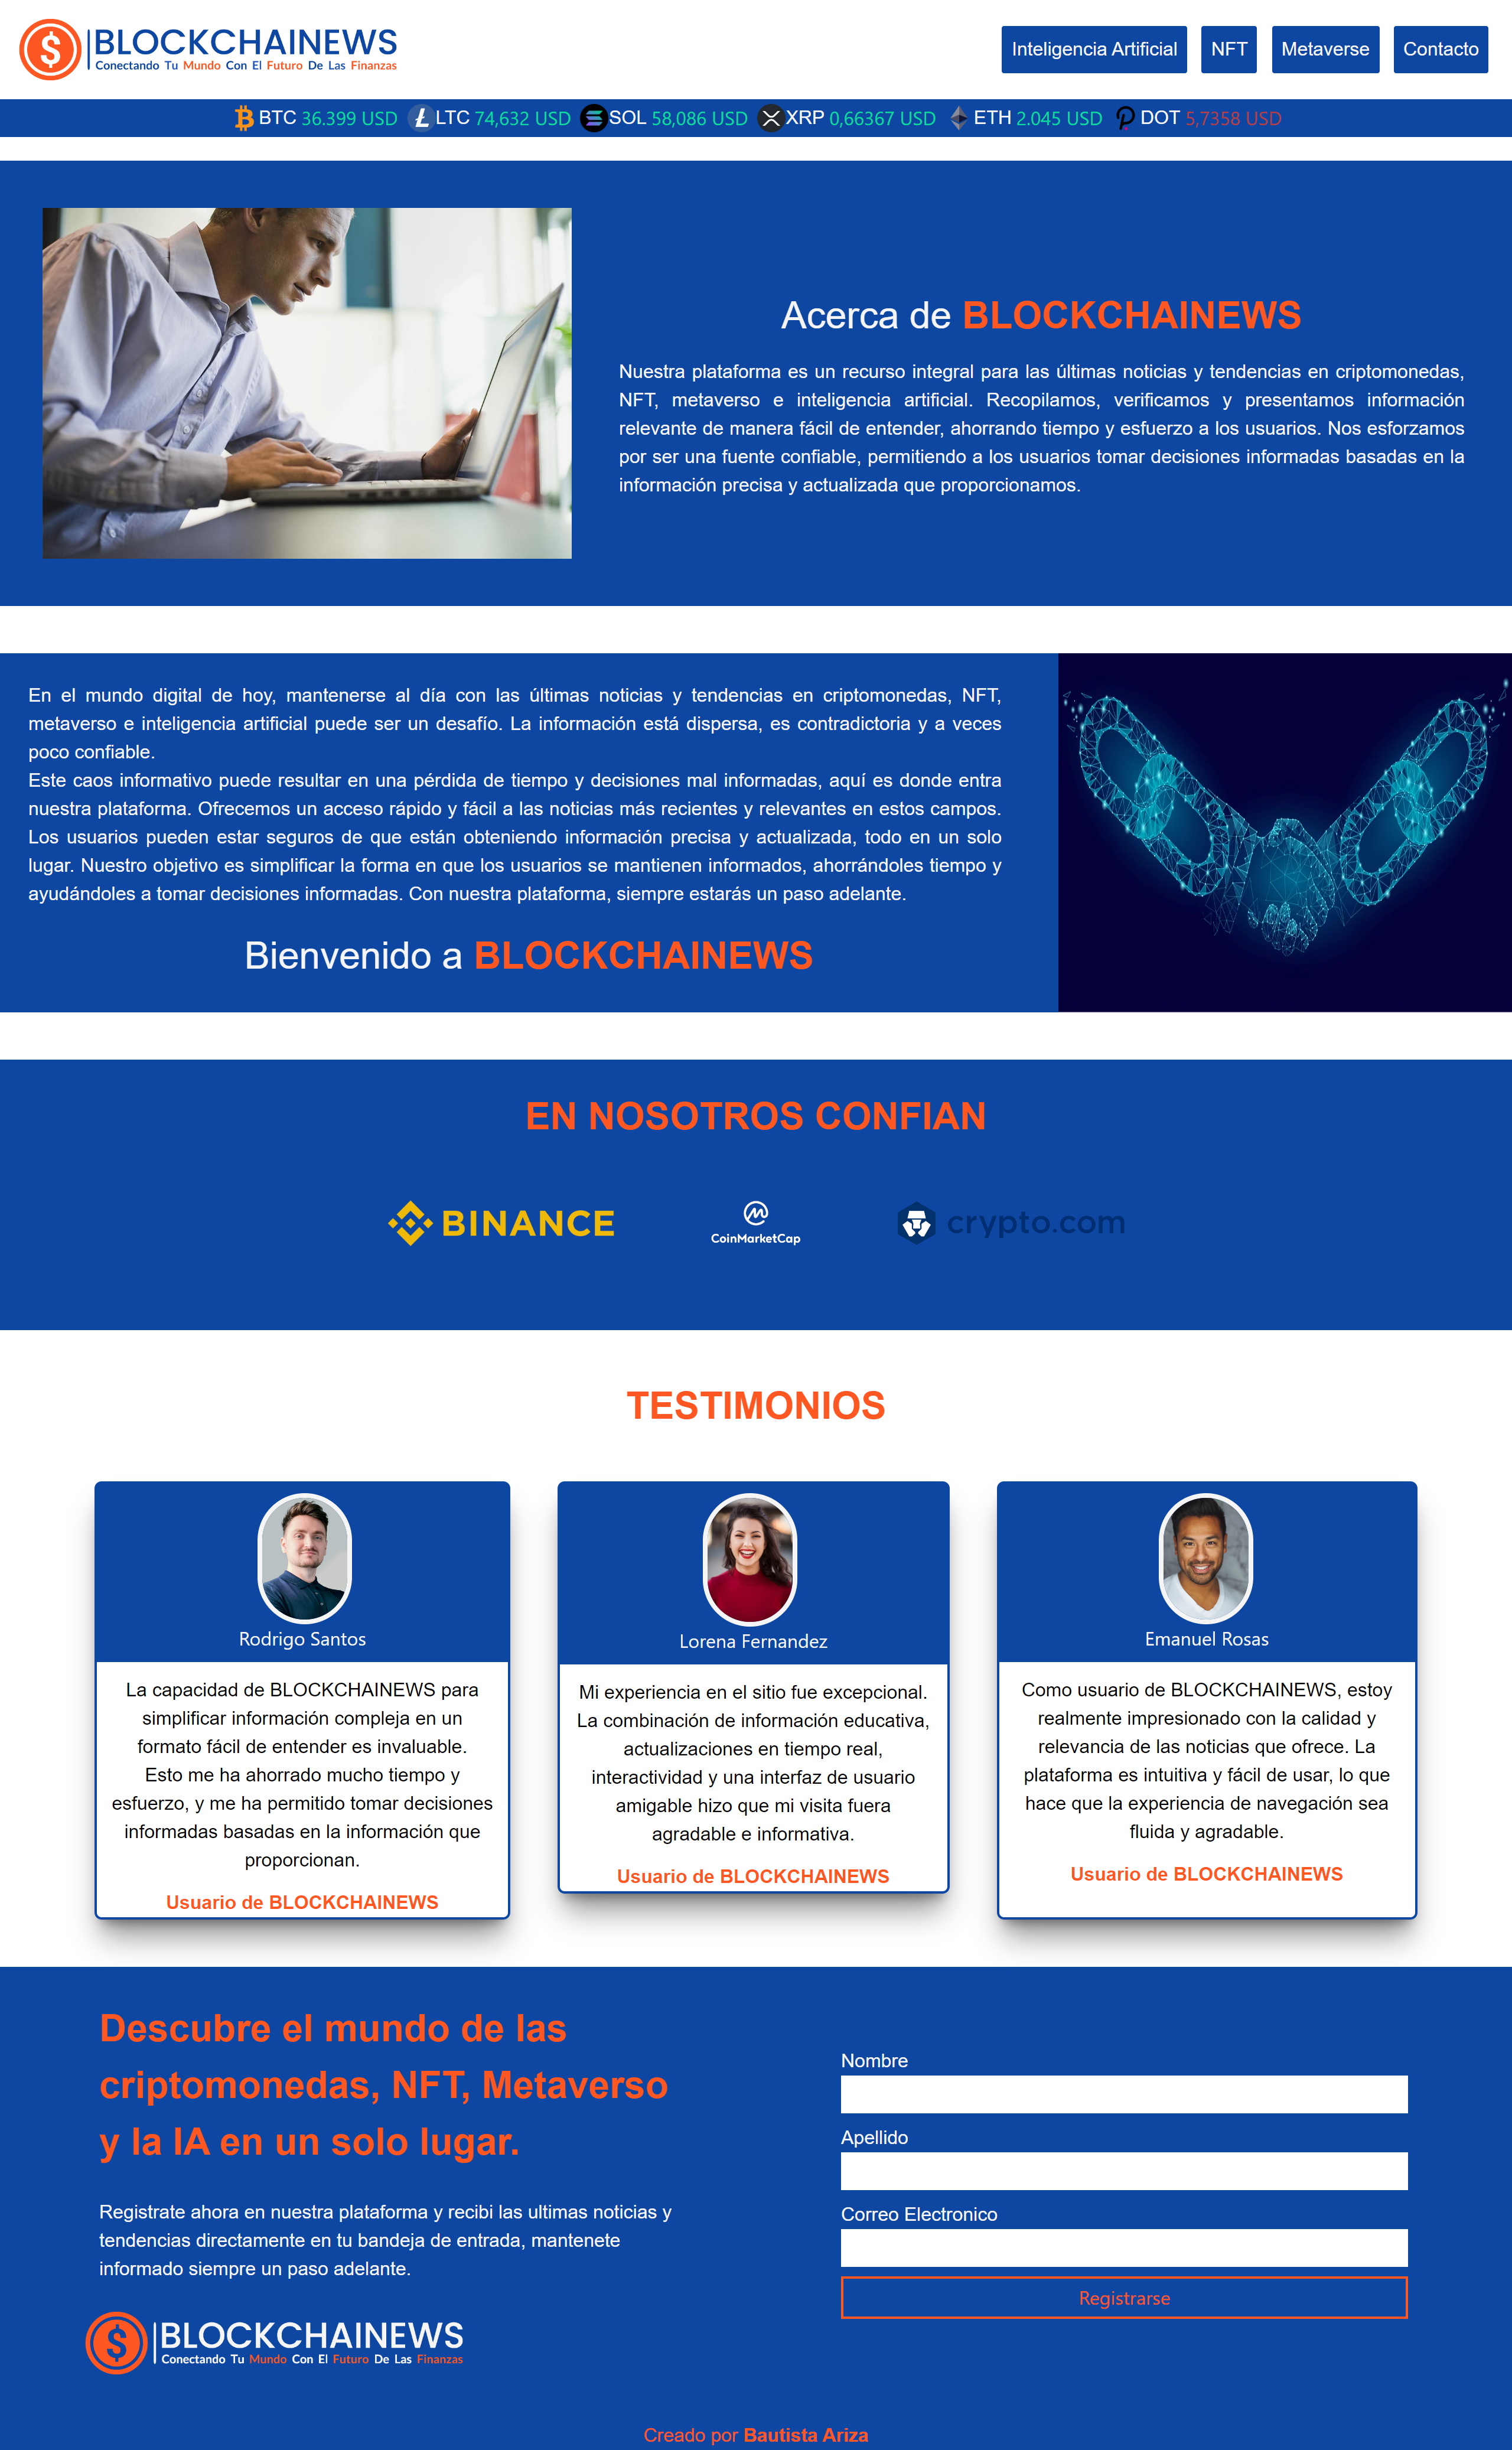 BLOCKCHAINEWS
Conectando Tu Mundo Con El Futuro De Las Finanzas
Inteligencia Artificial NFT Metaverse Contacto
BTC 36.399 USD LTC 74,632 USD SOL 58,086 USD XRP 0,66367 USD ETH 2.045 USD DOT 5,7358 USD
Acerca de BLOCKCHAINEWS
Nuestra plataforma es un recurso integral para las últimas noticias y tendencias en criptomonedas,
NFT, metaverso e inteligencia artificial. Recopilamos, verificamos y presentamos información
relevante de manera fácil de entender, ahorrando tiempo y esfuerzo a los usuarios. Nos esforzamos
por ser una fuente confiable, permitiendo a los usuarios tomar decisiones informadas basadas en la
información precisa y actualizada que proporcionamos.
En el mundo digital de hoy, mantenerse al día con las últimas noticias y tendencias en criptomonedas, NFT,
metaverso e inteligencia artificial puede ser un desafío. La información está dispersa, es contradictoria y a veces
poco confiable.
Este caos informativo puede resultar en una pérdida de tiempo y decisiones mal informadas, aquí es donde entra
nuestra plataforma. Ofrecemos un acceso rápido y fácil a las noticias más recientes y relevantes en estos campos.
Los usuarios pueden estar seguros de que están obteniendo información precisa y actualizada, todo en un solo
lugar. Nuestro objetivo es simplificar la forma en que los usuarios se mantienen informados, ahorrándoles tiempo y
ayudándoles a tomar decisiones informadas. Con nuestra plataforma, siempre estarás un paso adelante.
Bienvenido a BLOCKCHAINEWS
EN NOSOTROS CONFIAN
BINANCE
CoinMarketCap
crypto.com
TESTIMONIOS
Rodrigo Santos
La capacidad de BLOCKCHAINEWS para
simplificar información compleja en un
formato fácil de entender es invaluable.
Esto me ha ahorrado mucho tiempo y
esfuerzo, y me ha permitido tomar decisiones
informadas basadas en la información que
proporcionan.
Usuario de BLOCKCHAINEWS
Lorena Fernandez
Mi experiencia en el sitio fue excepcional.
La combinación de información educativa,
actualizaciones en tiempo real,
interactividad y una interfaz de usuario
amigable hizo que mi visita fuera
agradable e informativa.
Usuario de BLOCKCHAINEWS
Emanuel Rosas
Como usuario de BLOCKCHAINEWS, estoy
realmente impresionado con la calidad y
relevancia de las noticias que ofrece. La
plataforma es intuitiva y fácil de usar, lo que
hace que la experiencia de navegación sea
fluida y agradable.
Usuario de BLOCKCHAINEWS
Descubre el mundo de las
criptomonedas, NFT, Metaverso
y la IA en un solo lugar.
Registrate ahora en nuestra plataforma y recibi las ultimas noticias y
tendencias directamente en tu bandeja de entrada, mantenete
informado siempre un paso adelante.
BLOCKCHAINEWS
Conectando Tu Mundo Con El Futuro De Las Finanzas
Nombre
Apellido
Correo Electronico
Registrarse
Creado por Bautista Ariza